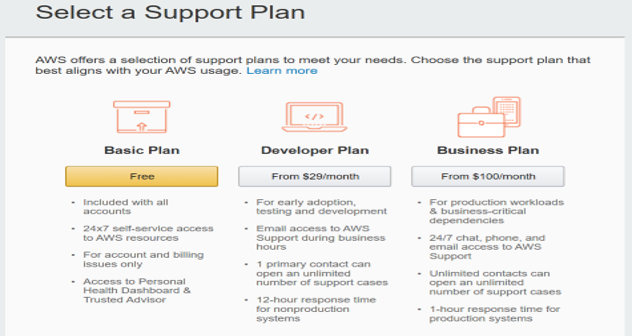 Select a Support Plan
AWS offers a selection of support plans to meet your needs. Choose the support plan that
best aligns with your AWS usage. Learn more
Basic Plan
Free
• Included with all
accounts
• 24x7 self-service access
to AWS resources
• For account and billing
issues only
• Access to Personal
Health Dashboard &
Trusted Advisor
</>
Developer Plan
From $29/month
• For early adoption,
testing and development
• Email access to AWS
Support during business
hours
• 1 primary contact can
open an unlimited
number of support cases
• 12-hour response time
for nonproduction
systems
Business Plan
From $100/month
• For production workloads
& business-critical
dependencies
• 24/7 chat, phone, and
email access to AWS
Support
• Unlimited contacts can
open an unlimited
number of support cases
• 1-hour response time for
production systems